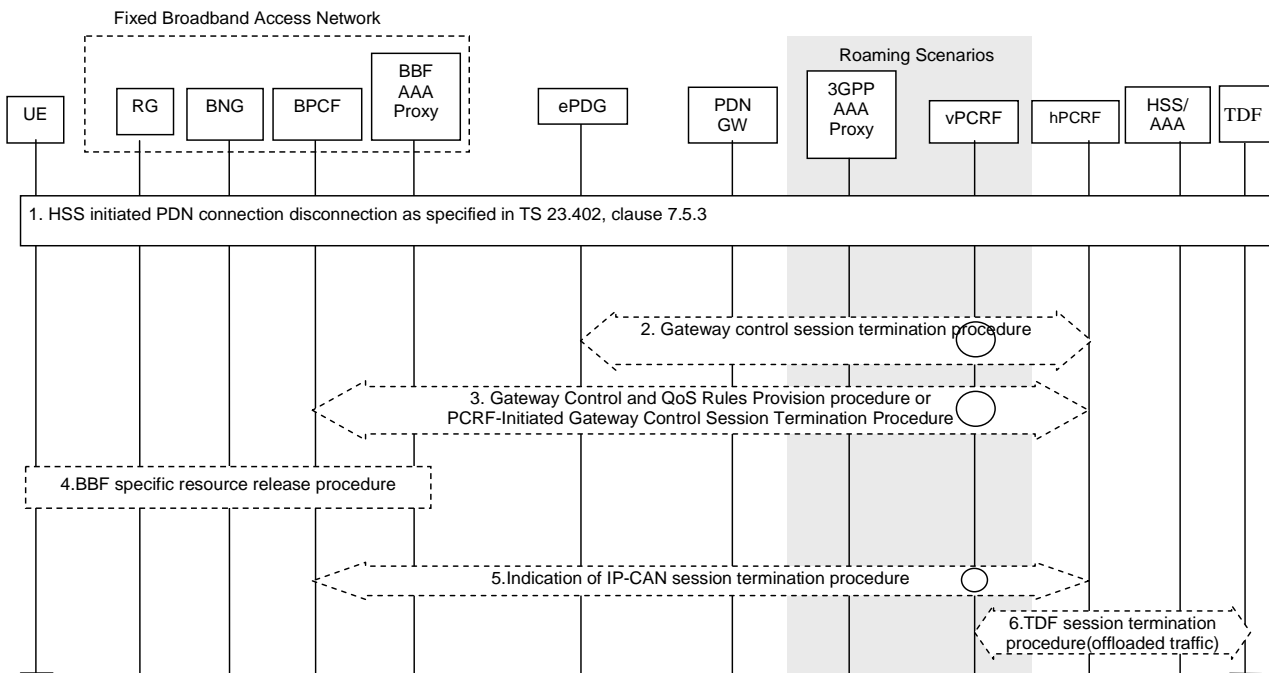 Fixed Broadband Access Network
Roaming Scenarios
UE
RG
BNG
BPCF
BBF
AAA
Proxy
ePDG
PDN
GW
3GPP
AAA
Proxy
vPCRF
hPCRF
HSS/
AAA
TDF
1. HSS initiated PDN connection disconnection as specified in TS 23.402, clause 7.5.3
2. Gateway control session termination procedure
3. Gateway Control and QoS Rules Provision procedure or
PCRF-Initiated Gateway Control Session Termination Procedure
4.BBF specific resource release procedure
5.Indication of IP-CAN session termination procedure
6.TDF session termination
procedure(offloaded traffic)